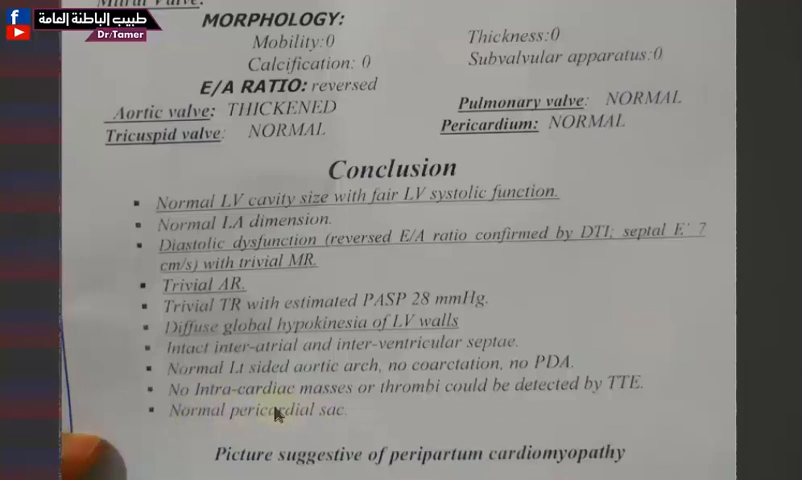 طبيب الباطنة العامة
Dr/Tamer
Mitral Valve:
MORPHOLOGY:
Mobility:0 Thickness:0
Calcification: 0 Subvalvular apparatus:0
E/A RATIO: reversed
Aortic valve: THICKENED Pulmonary valve: NORMAL
Tricuspid valve: NORMAL Pericardium: NORMAL
Conclusion
▪ Normal LV cavity size with fair LV systolic function.
▪ Normal LA dimension.
▪ Diastolic dysfunction (reversed E/A ratio confirmed by DTI; septal E` 7
cm/s) with trivial MR.
▪ Trivial AR.
▪ Trivial TR with estimated PASP 28 mmHg.
▪ Diffuse global hypokinesia of LV walls
▪ Intact inter-atrial and inter-ventricular septae.
▪ Normal Lt sided aortic arch, no coarctation, no PDA.
▪ No Intra-cardiac masses or thrombi could be detected by TTE.
▪ Normal pericardial sac.
Picture suggestive of peripartum cardiomyopathy